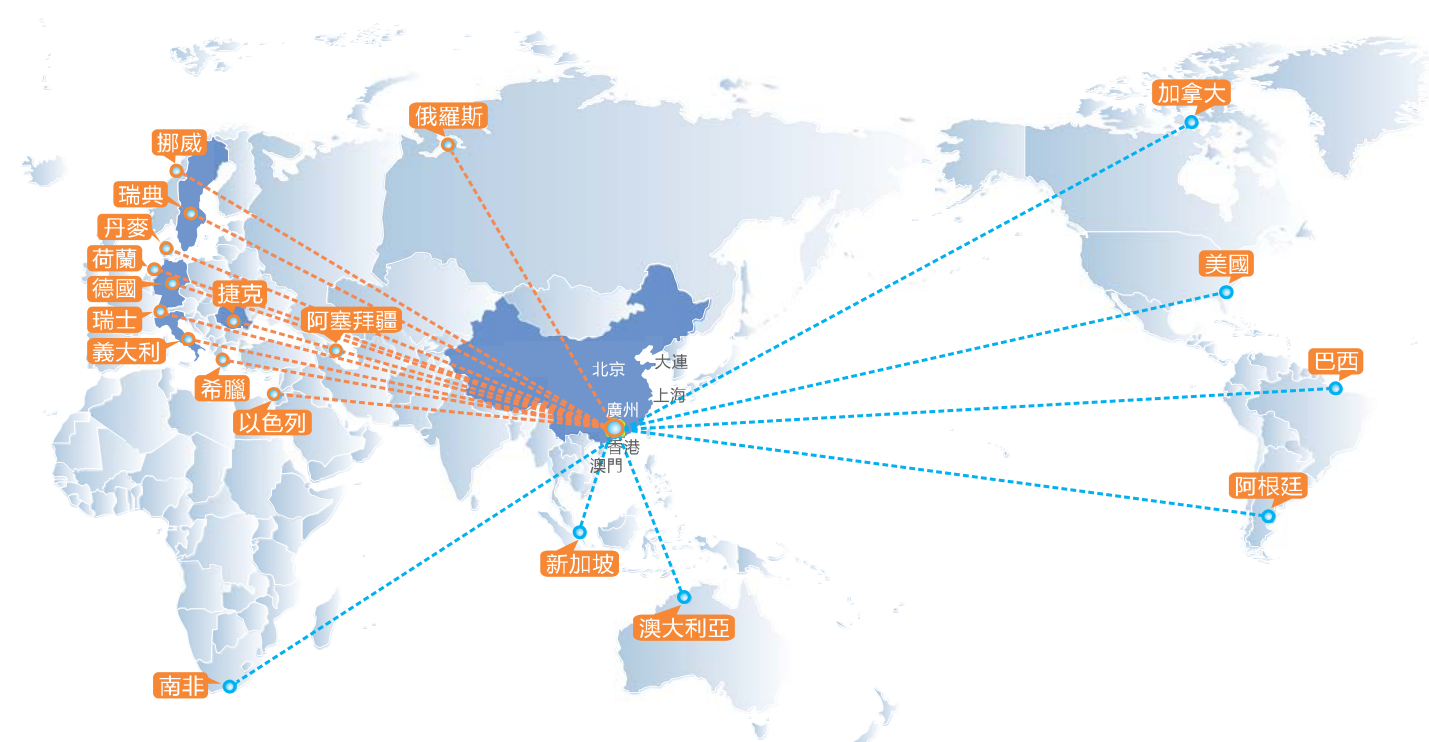 加拿大
俄羅斯
挪威
瑞典
丹麥
荷蘭
美國
德國
捷克
瑞士
阿塞拜疆
義大利
巴西
大連
北京
希臘
上海
廣州
以色列
香港
澳門
阿根廷
新加坡
澳大利亞
南非